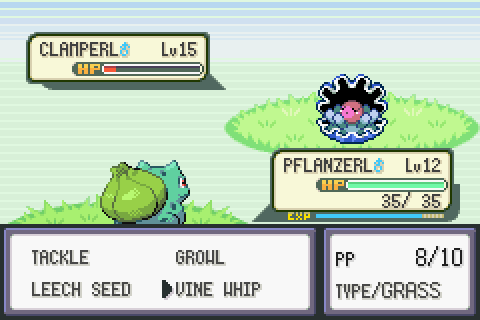 CLAMPERL♂ Lv15
HP
PFLANZERL♂ Lv12
HP
35/ 35
EXP
TACKLE GROWL
LEECH SEED ▶VINE WHIP
PP 8/10
TYPE/GRASS